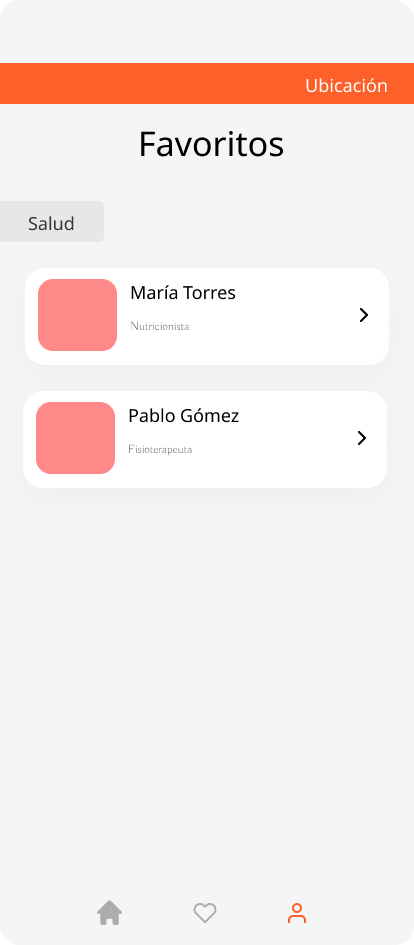 Ubicación
Favoritos
Salud
María Torres
Nutricionista
Pablo Gómez
Fisioterapeuta